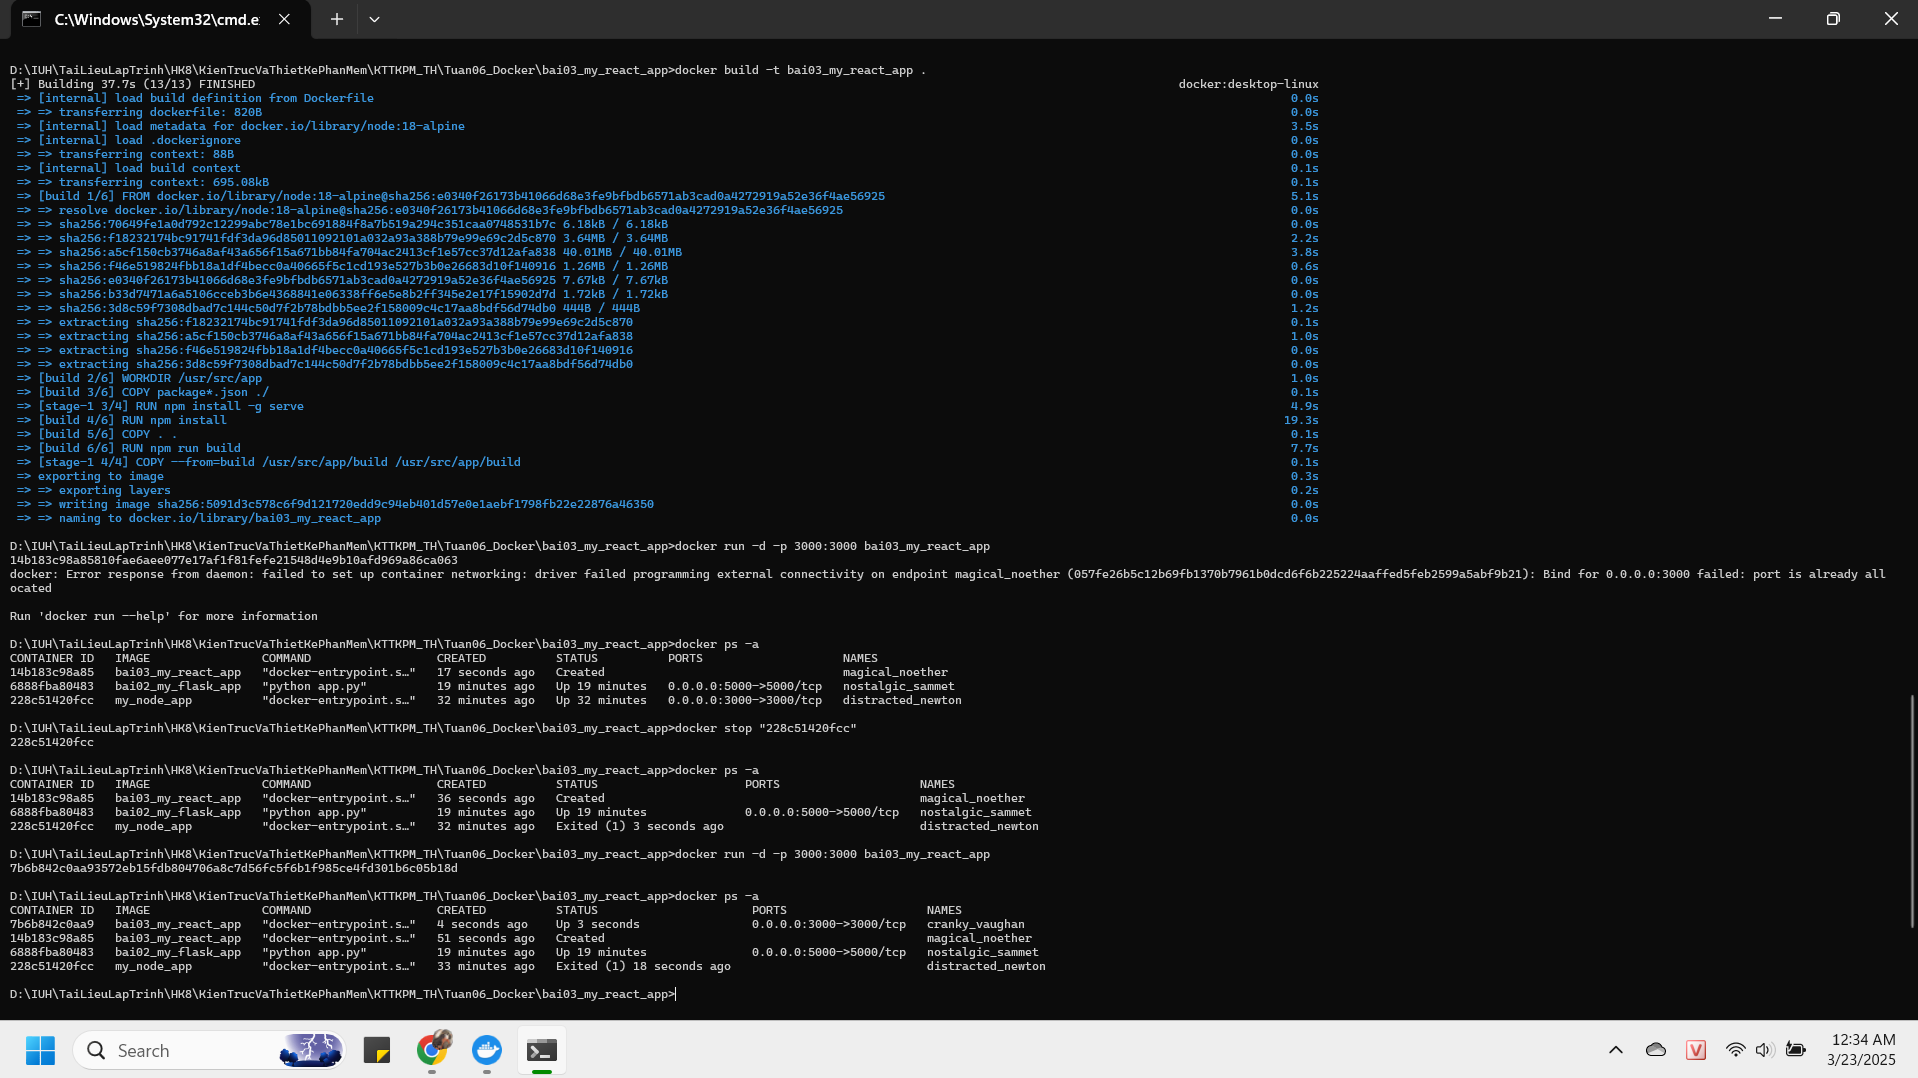 C:\Windows\System32\cmd.e
D:\IUH\TaiLieuLapTrinh\HK8\KienTrucVaThietKePhanMem\KTTKPM_TH\Tuan06_Docker\bai03_my_react_app>docker build -t bai03_my_react_app .
[+] Building 37.7s (13/13) FINISHED docker:desktop-linux
=> [internal] load build definition from Dockerfile 0.0s
=> => transferring dockerfile: 820B 0.0s
=> [internal] load metadata for docker.io/library/node:18-alpine 3.5s
=> [internal] load .dockerignore 0.0s
=> => transferring context: 88B 0.0s
=> [internal] load build context 0.1s
=> => transferring context: 695.08kB 0.1s
=> [build 1/6] FROM docker.io/library/node:18-alpine@sha256:e0340f26173b41066d68e3fe9bfbdb6571ab3cad0a4272919a52e36f4ae56925 5.1s
=> => resolve docker.io/library/node:18-alpine@sha256:e0340f26173b41066d68e3fe9bfbdb6571ab3cad0a4272919a52e36f4ae56925 0.0s
=> => sha256:70649fe1a0d792c12299abc78e1bc691884f8a7b519a294c351caa0748531b7c 6.18kB / 6.18kB 0.0s
=> => sha256:f18232174bc91741fdf3da96d85011092101a032a93a388b79e99e69c2d5c870 3.64MB / 3.64MB 2.2s
=> => sha256:a5cf150cb3746a8af43a656f15a671bb84fa704ac2413cf1e57cc37d12afa838 40.01MB / 40.01MB 3.8s
=> => sha256:f46e519824fbb18a1df4becc0a40665f5c1cd193e527b3b0e26683d10f140916 1.26MB / 1.26MB 0.6s
=> => sha256:e0340f26173b41066d68e3fe9bfbdb6571ab3cad0a4272919a52e36f4ae56925 7.67kB / 7.67kB 0.0s
=> => sha256:b33d7471a6a5106cceb3b6e4368841e06338ff6e5e8b2ff345e2e17f15902d7d 1.72kB / 1.72kB 0.0s
=> => sha256:3d8c59f7308dbad7c144c50d7f2b78bdbb5ee2f158009c4c17aa8bdf56d74db0 444B / 444B 1.2s
=> => extracting sha256:f18232174bc91741fdf3da96d85011092101a032a93a388b79e99e69c2d5c870 0.1s
=> => extracting sha256:a5cf150cb3746a8af43a656f15a671bb84fa704ac2413cf1e57cc37d12afa838 1.0s
=> => extracting sha256:f46e519824fbb18a1df4becc0a40665f5c1cd193e527b3b0e26683d10f140916 0.0s
=> => extracting sha256:3d8c59f7308dbad7c144c50d7f2b78bdbb5ee2f158009c4c17aa8bdf56d74db0 0.0s
=> [build 2/6] WORKDIR /usr/src/app 1.0s
=> [build 3/6] COPY package*.json ./ 0.1s
=> [stage-1 3/4] RUN npm install -g serve 4.9s
=> [build 4/6] RUN npm install 19.3s
=> [build 5/6] COPY . . 0.1s
=> [build 6/6] RUN npm run build 7.7s
=> [stage-1 4/4] COPY --from=build /usr/src/app/build /usr/src/app/build 0.1s
=> exporting to image 0.3s
=> => exporting layers 0.2s
=> => writing image sha256:5091d3c578c6f9d121720edd9c94eb401d57e0e1aebf1798fb22e22876a46350 0.0s
=> => naming to docker.io/library/bai03_my_react_app 0.0s
D:\IUH\TaiLieuLapTrinh\HK8\KienTrucVaThietKePhanMem\KTTKPM_TH\Tuan06_Docker\bai03_my_react_app>docker run -d -p 3000:3000 bai03_my_react_app
14b183c98a85810fae6aee077e17af1f81fefe21548d4e9b10afd969a86ca063
docker: Error response from daemon: failed to set up container networking: driver failed programming external connectivity on endpoint magical_noether (057fe26b5c12b69fb1370b7961b0dcd6f6b225224aaffed5feb2599a5abf9b21): Bind for 0.0.0.0:3000 failed: port is already all
ocated
Run 'docker run --help' for more information
D:\IUH\TaiLieuLapTrinh\HK8\KienTrucVaThietKePhanMem\KTTKPM_TH\Tuan06_Docker\bai03_my_react_app>docker ps -a
CONTAINER ID IMAGE COMMAND CREATED STATUS PORTS NAMES
14b183c98a85 bai03_my_react_app "docker-entrypoint.s…" 17 seconds ago Created magical_noether
6888fba80483 bai02_my_flask_app "python app.py" 19 minutes ago Up 19 minutes 0.0.0.0:5000->5000/tcp nostalgic_sammet
228c51420fcc my_node_app "docker-entrypoint.s…" 32 minutes ago Up 32 minutes 0.0.0.0:3000->3000/tcp distracted_newton
D:\IUH\TaiLieuLapTrinh\HK8\KienTrucVaThietKePhanMem\KTTKPM_TH\Tuan06_Docker\bai03_my_react_app>docker stop "228c51420fcc"
228c51420fcc
D:\IUH\TaiLieuLapTrinh\HK8\KienTrucVaThietKePhanMem\KTTKPM_TH\Tuan06_Docker\bai03_my_react_app>docker ps -a
CONTAINER ID IMAGE COMMAND CREATED STATUS PORTS NAMES
14b183c98a85 bai03_my_react_app "docker-entrypoint.s…" 36 seconds ago Created magical_noether
6888fba80483 bai02_my_flask_app "python app.py" 19 minutes ago Up 19 minutes 0.0.0.0:5000->5000/tcp nostalgic_sammet
228c51420fcc my_node_app "docker-entrypoint.s…" 32 minutes ago Exited (1) 3 seconds ago distracted_newton
D:\IUH\TaiLieuLapTrinh\HK8\KienTrucVaThietKePhanMem\KTTKPM_TH\Tuan06_Docker\bai03_my_react_app>docker run -d -p 3000:3000 bai03_my_react_app
7b6b842c0aa93572eb15fdb804706a8c7d56fc5f6b1f985ce4fd301b6c05b18d
D:\IUH\TaiLieuLapTrinh\HK8\KienTrucVaThietKePhanMem\KTTKPM_TH\Tuan06_Docker\bai03_my_react_app>docker ps -a
CONTAINER ID IMAGE COMMAND CREATED STATUS PORTS NAMES
7b6b842c0aa9 bai03_my_react_app "docker-entrypoint.s…" 4 seconds ago Up 3 seconds 0.0.0.0:3000->3000/tcp cranky_vaughan
14b183c98a85 bai03_my_react_app "docker-entrypoint.s…" 51 seconds ago Created magical_noether
6888fba80483 bai02_my_flask_app "python app.py" 19 minutes ago Up 19 minutes 0.0.0.0:5000->5000/tcp nostalgic_sammet
228c51420fcc my_node_app "docker-entrypoint.s…" 33 minutes ago Exited (1) 18 seconds ago distracted_newton
D:\IUH\TaiLieuLapTrinh\HK8\KienTrucVaThietKePhanMem\KTTKPM_TH\Tuan06_Docker\bai03_my_react_app>
Search
V
12:34 AM
3/23/2025